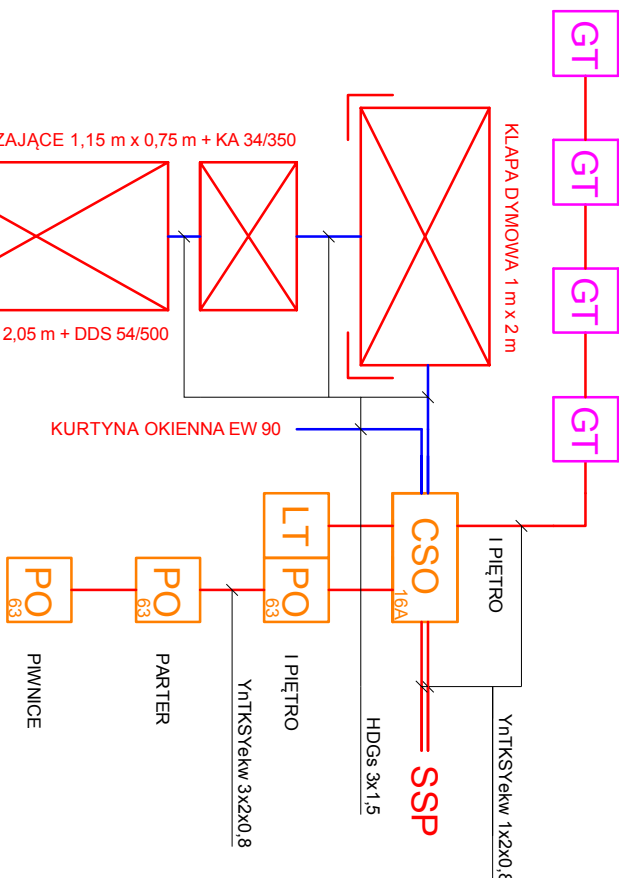 GT
GT
GT
GT
KLAPA DYMOWA 1 m x 2 m
ZAJĄCE 1,15 m x 0,75 m + KA 34/350
2,05 m + DDS 54/500
KURTYNA OKIENNA EW 90
I PIĘTRO
CSO
16A
LT
PO
63
PO
63
PO
63
I PIĘTRO
PARTER
PIWNICE
SSP
YnTKSYekw 1x2x0,8
HDGs 3x1,5
YnTKSYekw 3x2x0,8